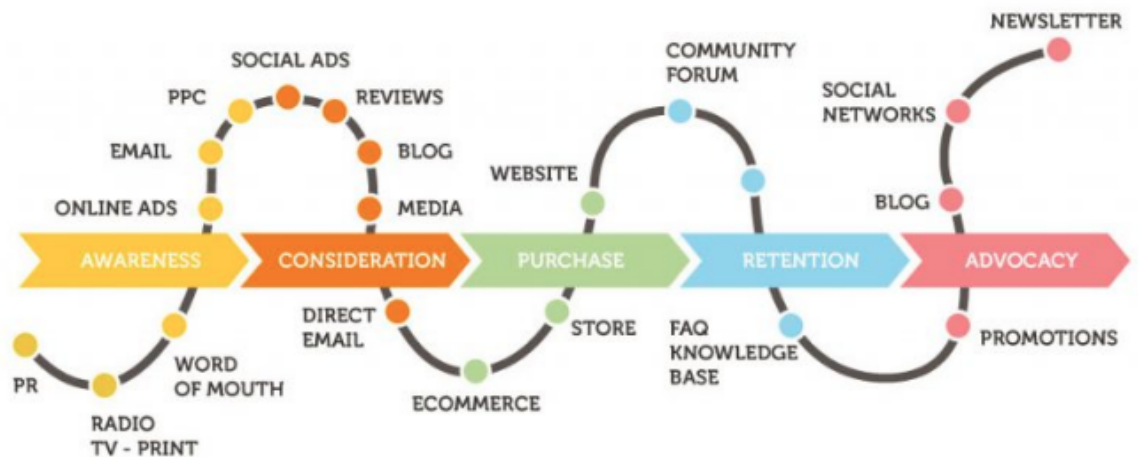 NEWSLETTER
COMMUNITY
FORUM
SOCIAL ADS
PPC
REVIEWS
SOCIAL
NETWORKS
EMAIL
BLOG
WEBSITE
ONLINE ADS
MEDIA
BLOG
AWARENESS
CONSIDERATION
PURCHASE
RETENTION
ADVOCACY
DIRECT
EMAIL
STORE
FAQ
KNOWLEDGE
BASE
PROMOTIONS
PR
WORD
OF MOUTH
ECOMMERCE
RADIO
TV - PRINT